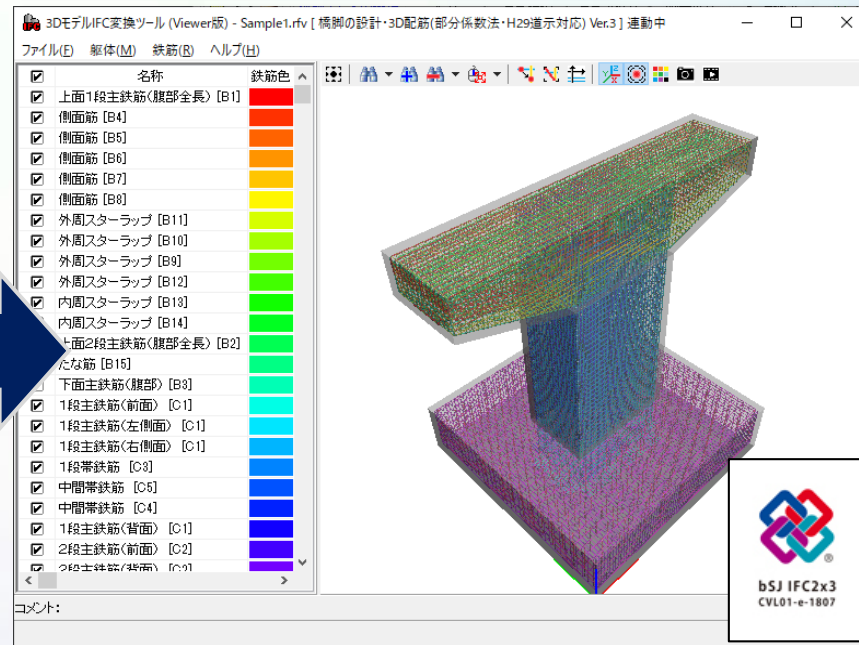 3DモデルIFC変換ツール (Viewer版) - Sample1.rfv [ 橋脚の設計・3D配筋(部分係数法・H29道示対応) Ver.3 ] 連動中
ファイル(F) 躯体(M) 鉄筋(R) ヘルプ(H)
名称 鉄筋色
上面1段主鉄筋(腹部全長) [B1]
側面筋 [B4]
側面筋 [B5]
側面筋 [B6]
側面筋 [B7]
側面筋 [B8]
外周スターラップ [B11]
外周スターラップ [B10]
外周スターラップ [B9]
外周スターラップ [B12]
内周スターラップ [B13]
内周スターラップ [B14]
上面2段主鉄筋(腹部全長) [B2]
たな筋 [B15]
下面主鉄筋(腹部) [B3]
1段主鉄筋(前面) [C1]
1段主鉄筋(左側面) [C1]
1段主鉄筋(右側面) [C1]
1段帯鉄筋 [C3]
中間帯鉄筋 [C5]
中間帯鉄筋 [C4]
1段主鉄筋(背面) [C1]
2段主鉄筋(前面) [C2]
2段主鉄筋(背面) [C2]
コメント:
bSJ IFC2x3
CVL01-e-1807